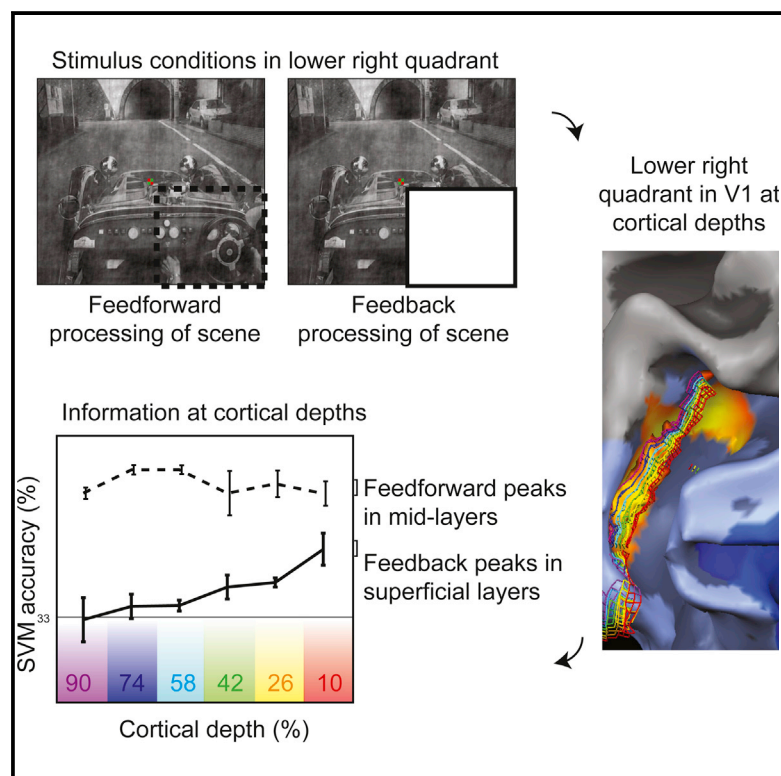 Stimulus conditions in lower right quadrant
Feedforward
processing of scene
Feedback
processing of scene
Lower right
quadrant in V1 at
cortical depths
Information at cortical depths
SVM accuracy (%)
33
Feedforward peaks
in mid-layers
Feedback peaks in
superficial layers
90 74 58 42 26 10
Cortical depth (%)